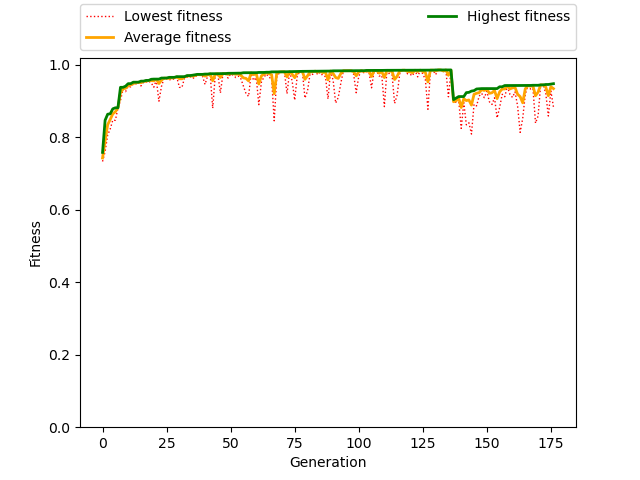 Lowest fitness
Average fitness
Highest fitness
1.0
0.8
0.6
0.4
0.2
0.0
Fitness
0 25 50 75 100 125 150 175
Generation